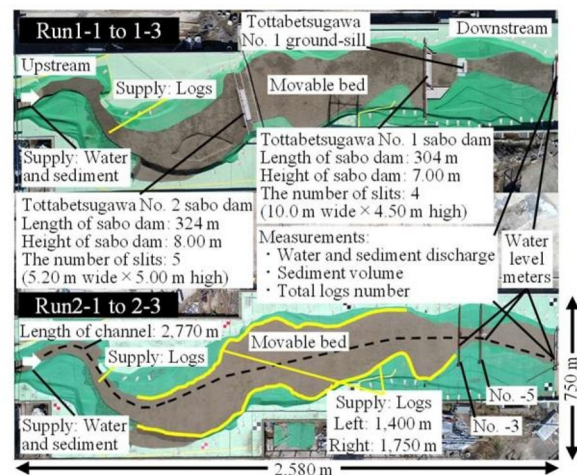 Run1-1 to 1-3
Tottabetsugawa
No. 1 ground-sill
Downstream
Upstream
Supply: Logs
Movable bed
Supply: Water
and sediment
Tottabetsugawa No. 1 sabo dam
Length of sabo dam: 304 m
Height of sabo dam: 7.00 m
The number of slits: 4
(10.0 m wide × 4.50 m high)
Tottabetsugawa No. 2 sabo dam
Length of sabo dam: 324 m
Height of sabo dam: 8.00 m
The number of slits: 5
(5.20 m wide × 5.00 m high)
Measurements:
・Water and sediment discharge
・Sediment volume
・Total logs number
Water
level
meters
Run2-1 to 2-3
Length of channel: 2,770 m
Supply: Logs
Movable bed
Supply: Water
and sediment
Supply: Logs
Left: 1,400 m
Right: 1,750 m
No. -5
No. -3
750 m
2,580 m